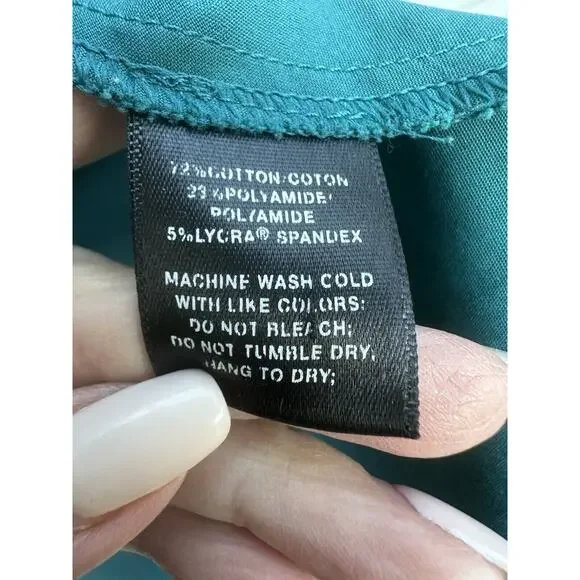 72% COTTON/COTON
23%POLYAMIDE/
POLYAMIDE
5%LYCRA® SPANDEX
MACHINE WASH COLD
WITH LIKE COLORS;
DO NOT BLEACH;
DO NOT TUMBLE DRY,
HANG TO DRY;